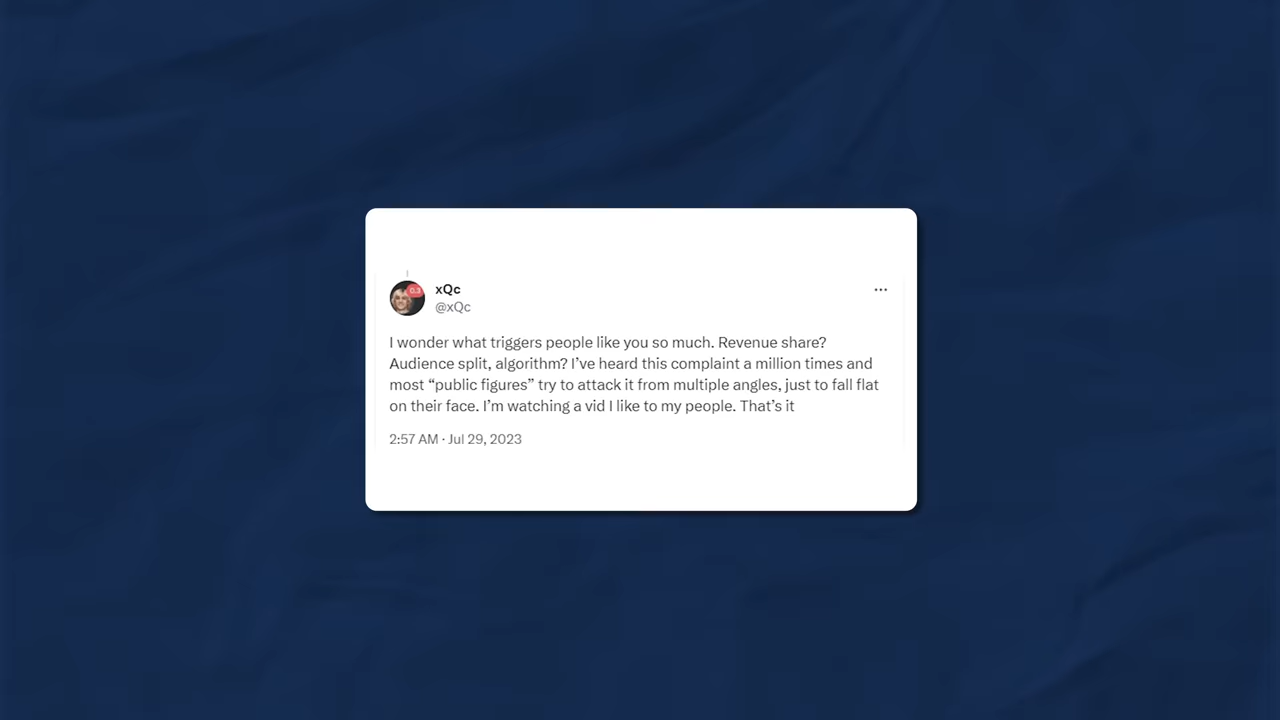 xQc
@xQc
I wonder what triggers people like you so much. Revenue share?
Audience split, algorithm? I’ve heard this complaint a million times and
most “public figures” try to attack it from multiple angles, just to fall flat
on their face. I’m watching a vid I like to my people. That’s it
2:57 AM · Jul 29, 2023